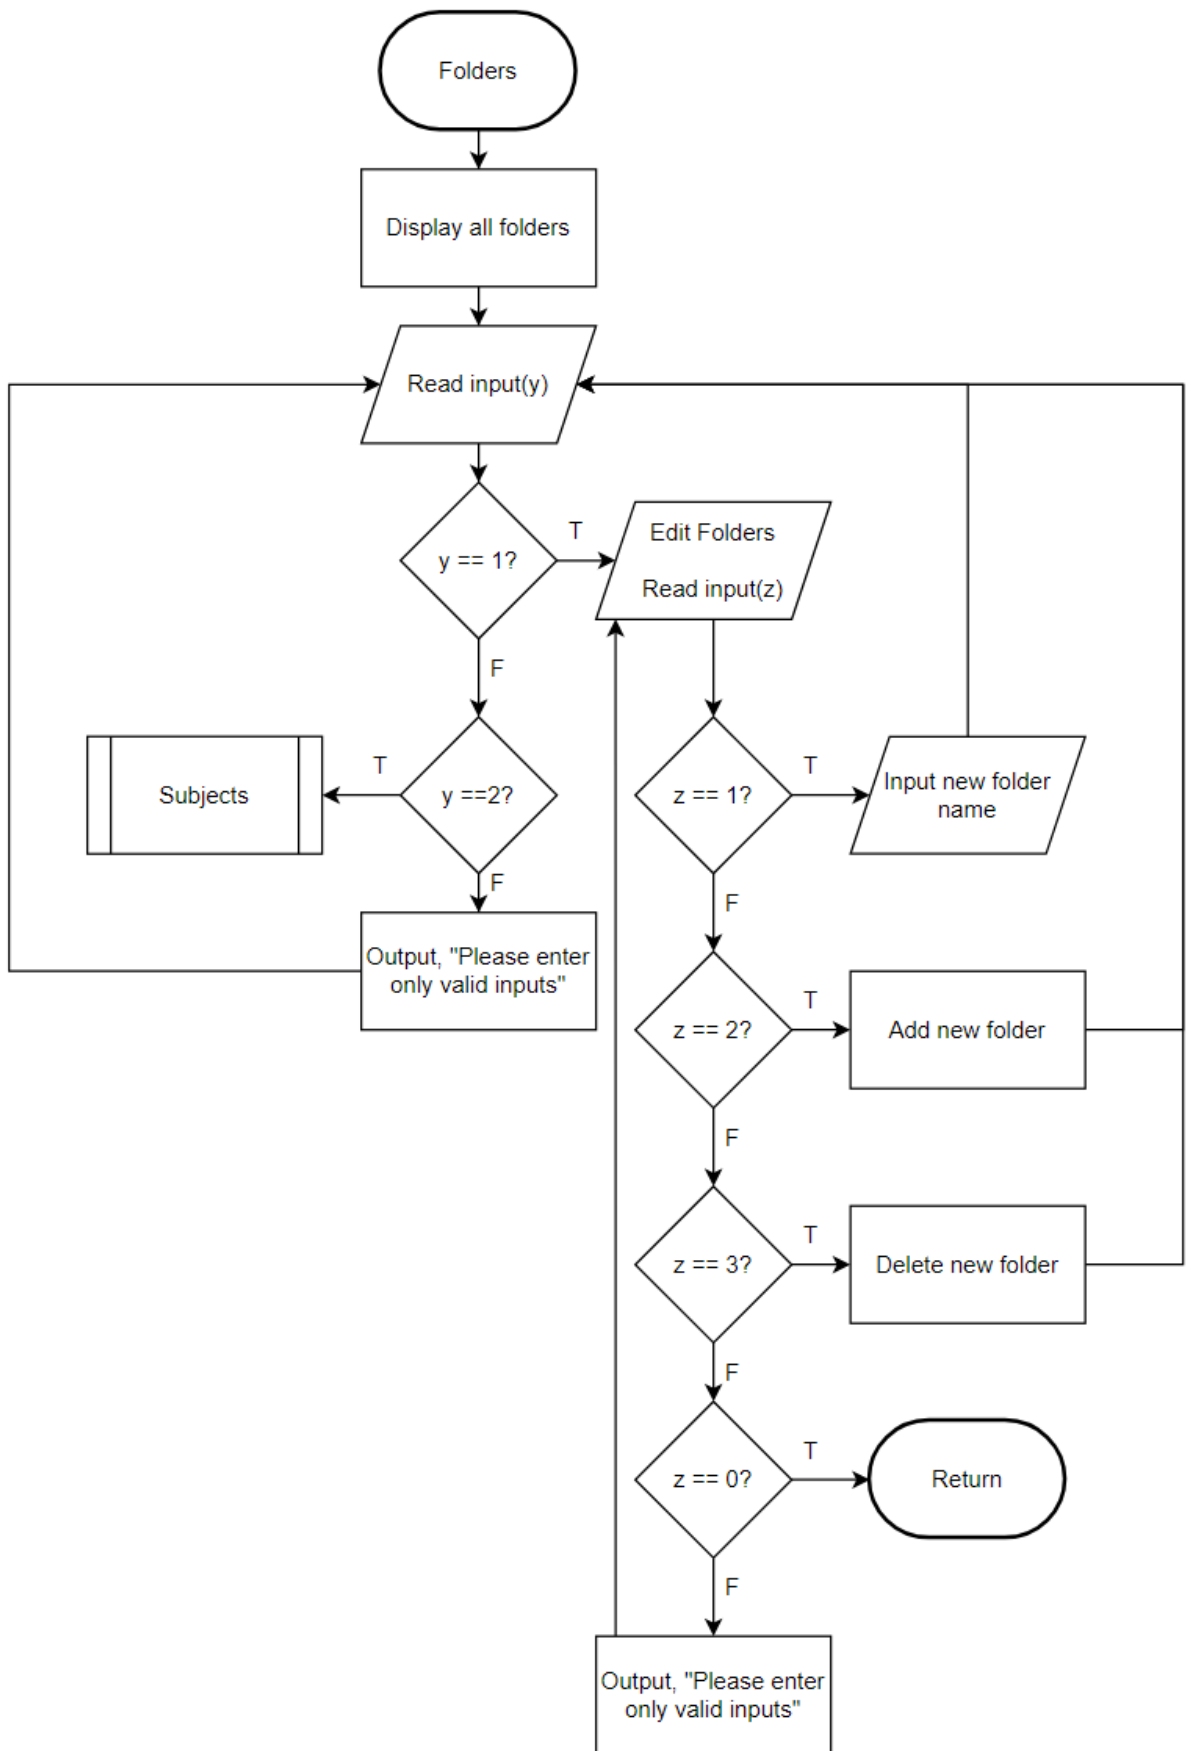 Folders
Display all folders
Read input(y)
y == 1?
T
Edit Folders
Read input(z)
F
y ==2?
T
Subjects
F
Output, "Please enter
only valid inputs"
z == 1?
T
Input new folder
name
F
z == 2?
T
Add new folder
F
z == 3?
T
Delete new folder
F
z == 0?
T
Return
F
Output, "Please enter
only valid inputs"